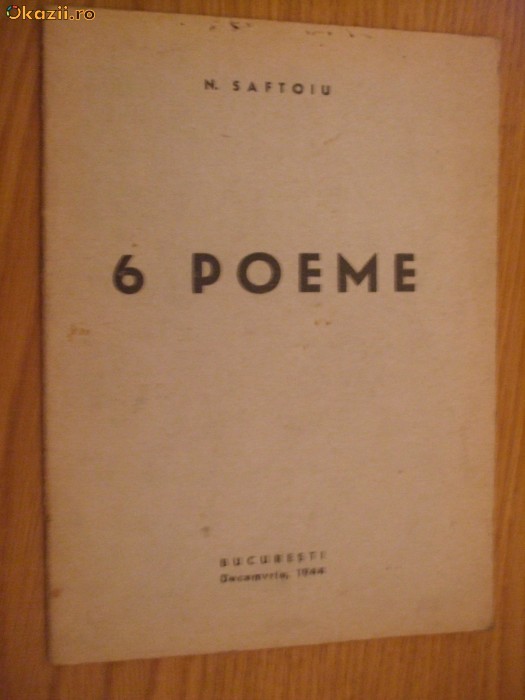 Okazii.ro
N. SAFTOIU
6 POEME
BUCUREȘTI
Decemvrie, 1944